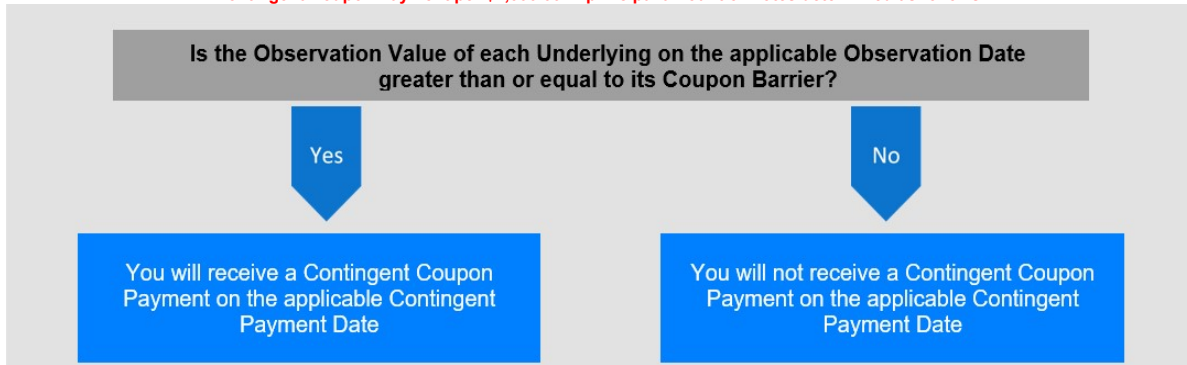 Is the Observation Value of each Underlying on the applicable Observation Date
greater than or equal to its Coupon Barrier?
Yes
No
You will receive a Contingent Coupon
Payment on the applicable Contingent
Payment Date
You will not receive a Contingent Coupon
Payment on the applicable Contingent
Payment Date